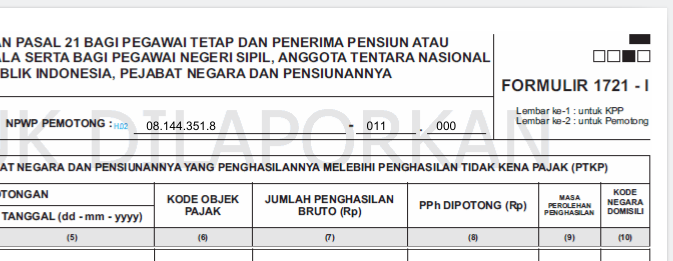 AN PASAL 21 BAGI PEGAWAI TETAP DAN PENERIMA PENSIUN ATAU
ALA SERTA BAGI PEGAWAI NEGERI SIPIL, ANGGOTA TENTARA NASIONAL
BLIK INDONESIA, PEJABAT NEGARA DAN PENSIUNANNYA
FORMULIR 1721 - I
Lembar ke-1 : untuk KPP
Lembar ke-2 : untuk Pemotong
NPWP PEMOTONG : H.02 08.144.351.8 - 011 . 000
UK DILAPORKAN
AT NEGARA DAN PENSIUNANNYA YANG PENGHASILANNYA MELEBIHI PENGHASILAN TIDAK KENA PAJAK (PTKP)
OTONGAN
TANGGAL (dd - mm - yyyy)
KODE OBJEK
PAJAK
JUMLAH PENGHASILAN
BRUTO (Rp)
PPh DIPOTONG (Rp)
MASA
PEROLEHAN
PENGHASILAN
KODE
NEGARA
DOMISILI
(5) (6) (7) (8) (9) (10)